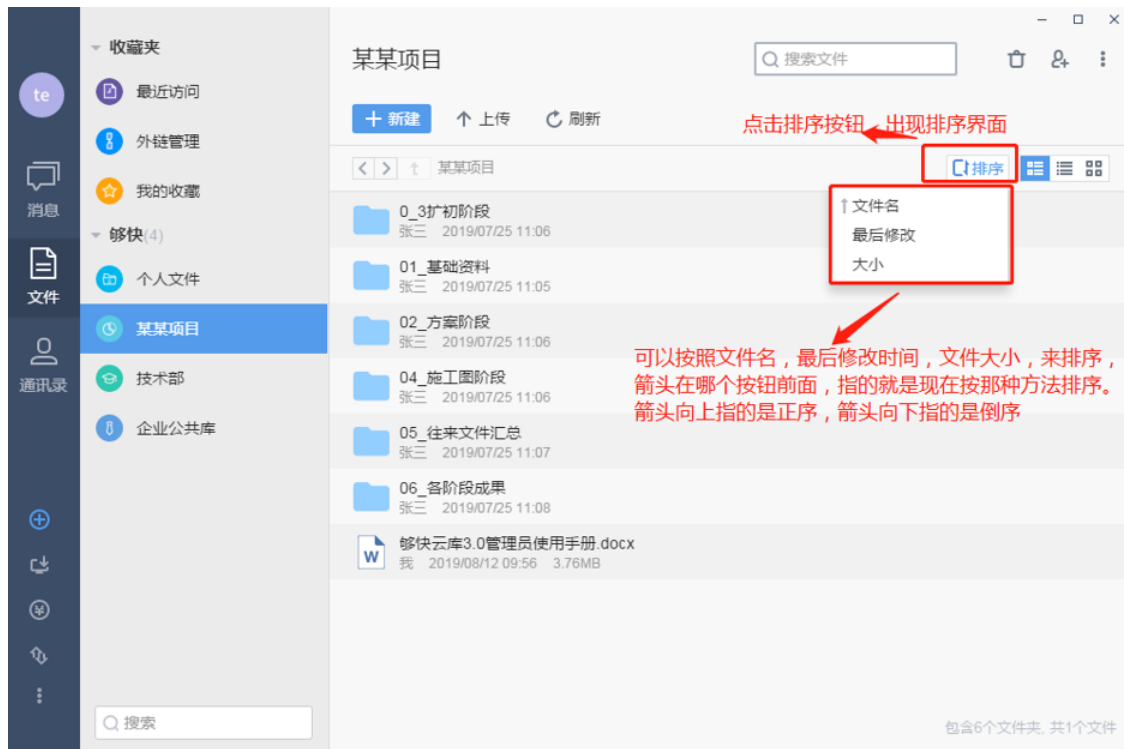 te
消息
文件
通讯录
收藏夹
最近访问
外链管理
我的收藏
够快(4)
个人文件
某某项目
技术部
企业公共库
搜索
某某项目
搜索文件
新建
上传
刷新
点击排序按钮，出现排序界面
某某项目
排序
文件名
最后修改
大小
0_3扩初阶段
张三 2019/07/25 11:06
01_基础资料
张三 2019/07/25 11:05
02_方案阶段
张三 2019/07/25 11:06
04_施工图阶段
张三 2019/07/25 11:06
05_往来文件汇总
张三 2019/07/25 11:07
06_各阶段成果
张三 2019/07/25 11:08
够快云库3.0管理员使用手册.docx
我 2019/08/12 09:56 3.76MB
可以按照文件名，最后修改时间，文件大小，来排序，
箭头在哪个按钮前面，指的就是现在按那种方法排序。
箭头向上指的是正序，箭头向下指的是倒序
包含6个文件夹, 共1个文件